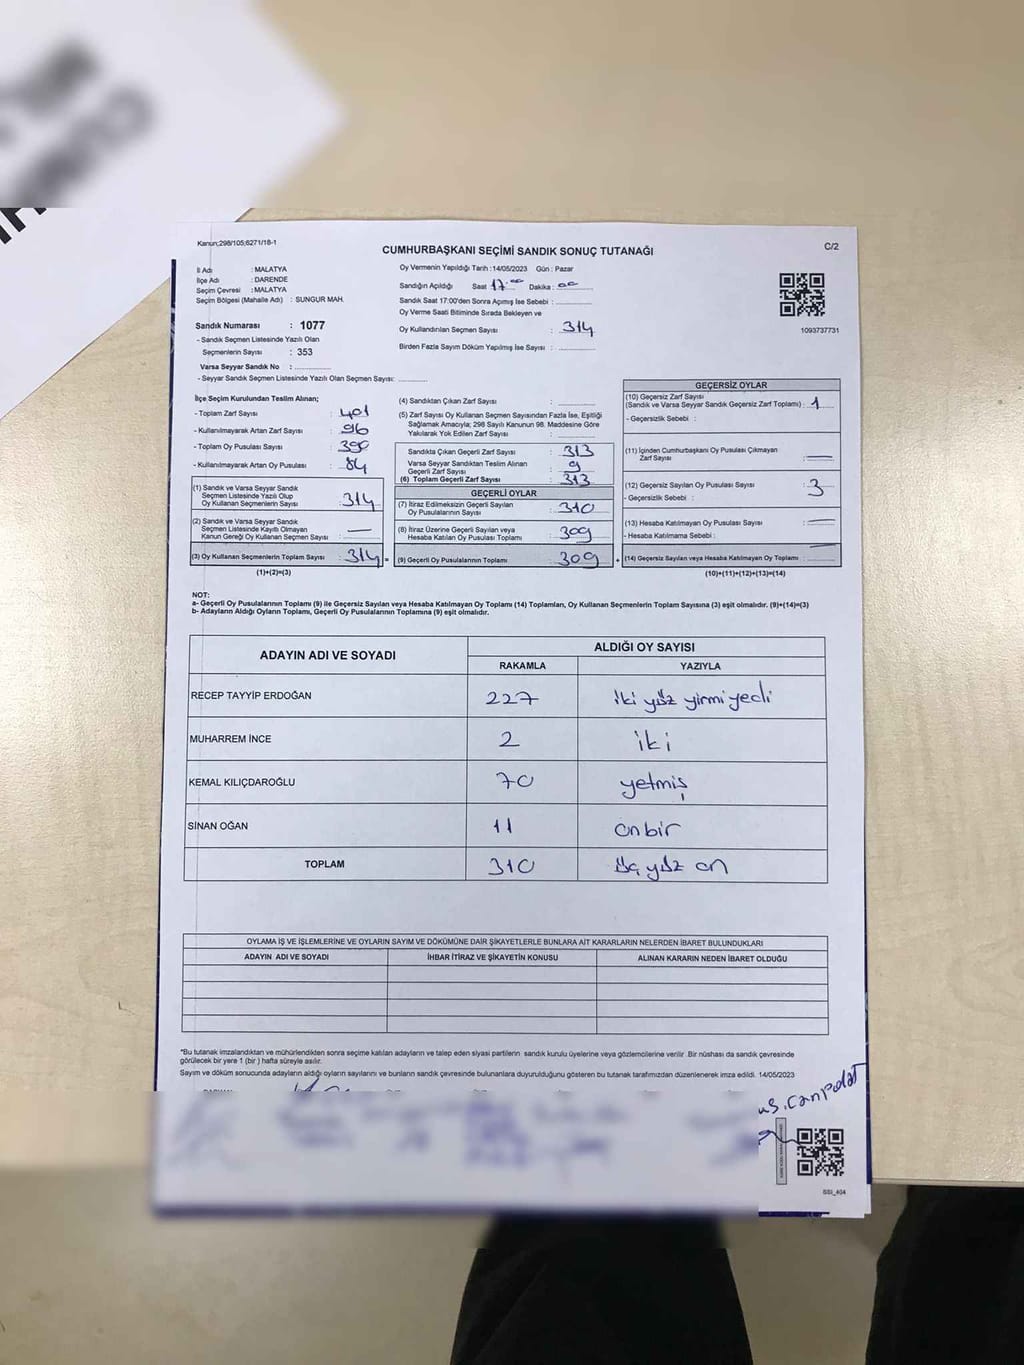 Kanun;298/105;6271/18-1
CUMHURBAŞKANI SEÇİMİ SANDIK SONUÇ TUTANAĞI
C/2
İl Adı : MALATYA
İlçe Adı : DARENDE
Seçim Çevresi : MALATYA
Seçim Bölgesi (Mahalle Adı) : SUNGUR MAH.
Sandık Numarası : 1077
- Sandık Seçmen Listesinde Yazılı Olan
Seçmenlerin Sayısı : 353
Varsa Seyyar Sandık No : ............
- Seyyar Sandık Seçmen Listesinde Yazılı Olan Seçmen Sayısı: ............
Oy Vermenin Yapıldığı Tarih :14/05/2023 Gün : Pazar
Sandığın Açıldığı Saat 17.00 Dakika : 00
Sandık Saat 17:00'den Sonra Açımış İse Sebebi : ............
Oy Verme Saati Bitiminde Sırada Bekleyen ve
Oy Kullandırılan Seçmen Sayısı : 314
Birden Fazla Sayım Döküm Yapılmış İse Sayısı : ............
1093737731
İlçe Seçim Kurulundan Teslim Alınan;
- Toplam Zarf Sayısı : 401
- Kullanılmayarak Artan Zarf Sayısı : 96
- Toplam Oy Pusulası Sayısı : 390
- Kullanılmayarak Artan Oy Pusulası : 84
(1) Sandık ve Varsa Seyyar Sandık
Seçmen Listesinde Yazılı Olup
Oy Kullanan Seçmenlerin Sayısı : 314
(2) Sandık ve Varsa Seyyar Sandık
Seçmen Listesinde Kayıtlı Olmayan
Kanun Gereği Oy Kullanan Seçmen Sayısı : —
(3) Oy Kullanan Seçmenlerin Toplam Sayısı : 314 =
(1)+(2)=(3)
(4) Sandıktan Çıkan Zarf Sayısı : ............
(5) Zarf Sayısı Oy Kullanan Seçmen Sayısından Fazla İse, Eşitliği
Sağlamak Amacıyla; 298 Sayılı Kanunun 98. Maddesine Göre
Yakılarak Yok Edilen Zarf Sayısı : ............
Sandıkta Çıkan Geçerli Zarf Sayısı : 313
Varsa Seyyar Sandıktan Teslim Alınan
Geçerli Zarf Sayısı :
(6) Toplam Geçerli Zarf Sayısı : 313
GEÇERLİ OYLAR
(7) İtiraz Edilmeksizin Geçerli Sayılan
Oy Pusulalarının Sayısı : 310
(8) İtiraz Üzerine Geçerli Sayılan veya
Hesaba Katılan Oy Pusulası Toplamı : 309
(9) Geçerli Oy Pusulalarının Toplamı : 309 +
GEÇERSİZ OYLAR
(10) Geçersiz Zarf Sayısı
(Sandık ve Varsa Seyyar Sandık Geçersiz Zarf Toplamı) : 1
- Geçersizlik Sebebi :
(11) İçinden Cumhurbaşkanı Oy Pusulası Çıkmayan
Zarf Sayısı : —
(12) Geçersiz Sayılan Oy Pusulası Sayısı : 3
- Geçersizlik Sebebi :
(13) Hesaba Katılmayan Oy Pusulası Sayısı : —
- Hesaba Katılmama Sebebi :
(14) Geçersiz Sayılan veya Hesaba Katılmayan Oy Toplamı : —
(10)+(11)+(12)+(13)=(14)
NOT:
a- Geçerli Oy Pusulalarının Toplamı (9) ile Geçersiz Sayılan veya Hesaba Katılmayan Oy Toplamı (14) Toplamları, Oy Kullanan Seçmenlerin Toplam Sayısına (3) eşit olmalıdır. (9)+(14)=(3)
b- Adayların Aldığı Oyların Toplamı, Geçerli Oy Pusulalarının Toplamına (9) eşit olmalıdır.
ADAYIN ADI VE SOYADI ALDIĞI OY SAYISI
RAKAMLA YAZIYLA
RECEP TAYYİP ERDOĞAN 227 iki yüz yirmi yedi
MUHARREM İNCE 2 iki
KEMAL KILIÇDAROĞLU 70 yetmiş
SİNAN OĞAN 11 onbir
TOPLAM 310 üç yüz on
OYLAMA İŞ VE İŞLEMLERİNE VE OYLARIN SAYIM VE DÖKÜMÜNE DAİR ŞİKAYETLERLE BUNLARA AİT KARARLARIN NELERDEN İBARET BULUNDUKLARI
ADAYIN ADI VE SOYADI İHBAR İTİRAZ VE ŞİKAYETİN KONUSU ALINAN KARARIN NEDEN İBARET OLDUĞU
"Bu tutanak imzalandıktan ve mühürlendikten sonra seçime katılan adayların ve talep eden siyasi partilerin sandık kurulu üyelerine veya gözlemcilerine verilir .Bir nüshası da sandık çevresinde
görülecek bir yere 1 (bir ) hafta süreyle asılır.
Sayım ve döküm sonucunda adayların aldığı oyların sayılarını ve bunların sandık çevresinde bulunanlara duyurulduğunu gösteren bu tutanak tarafımızdan düzenlenerek imza edildi. 14/05/2023
SSI_404